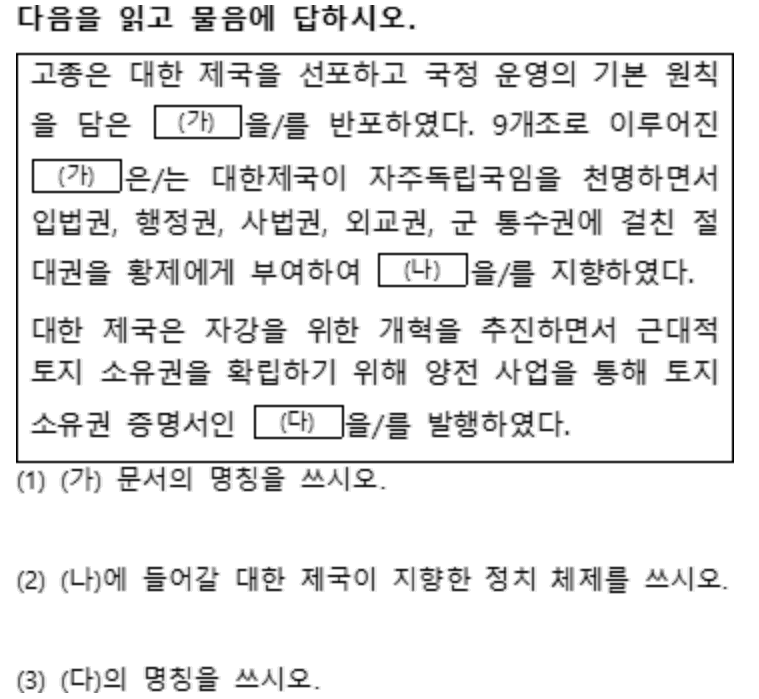 다음을 읽고 물음에 답하시오.
고종은 대한 제국을 선포하고 국정 운영의 기본 원칙
을 담은 (가) 을/를 반포하였다. 9개조로 이루어진
(가) 은/는 대한제국이 자주독립국임을 천명하면서
입법권, 행정권, 사법권, 외교권, 군 통수권에 걸친 절
대권을 황제에게 부여하여 (나) 을/를 지향하였다.
대한 제국은 자강을 위한 개혁을 추진하면서 근대적
토지 소유권을 확립하기 위해 양전 사업을 통해 토지
소유권 증명서인 (다) 을/를 발행하였다.
(1) (가) 문서의 명칭을 쓰시오.
(2) (나)에 들어갈 대한 제국이 지향한 정치 체제를 쓰시오.
(3) (다)의 명칭을 쓰시오.